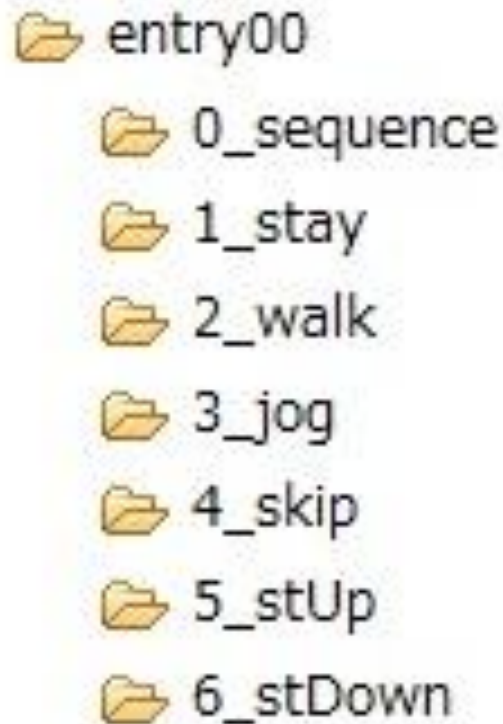 entry00
0_sequence
1_stay
2_walk
3_jog
4_skip
5_stUp
6_stDown